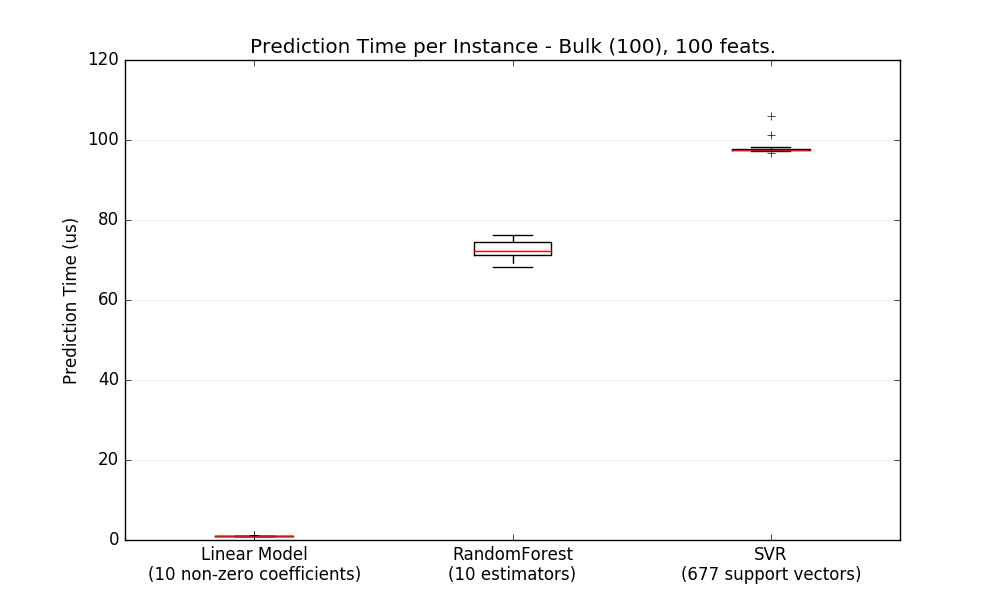 Prediction Time per Instance - Bulk (100), 100 feats.
120
100
80
60
40
20
0
Prediction Time (us)
Linear Model
(10 non-zero coefficients)
RandomForest
(10 estimators)
SVR
(677 support vectors)